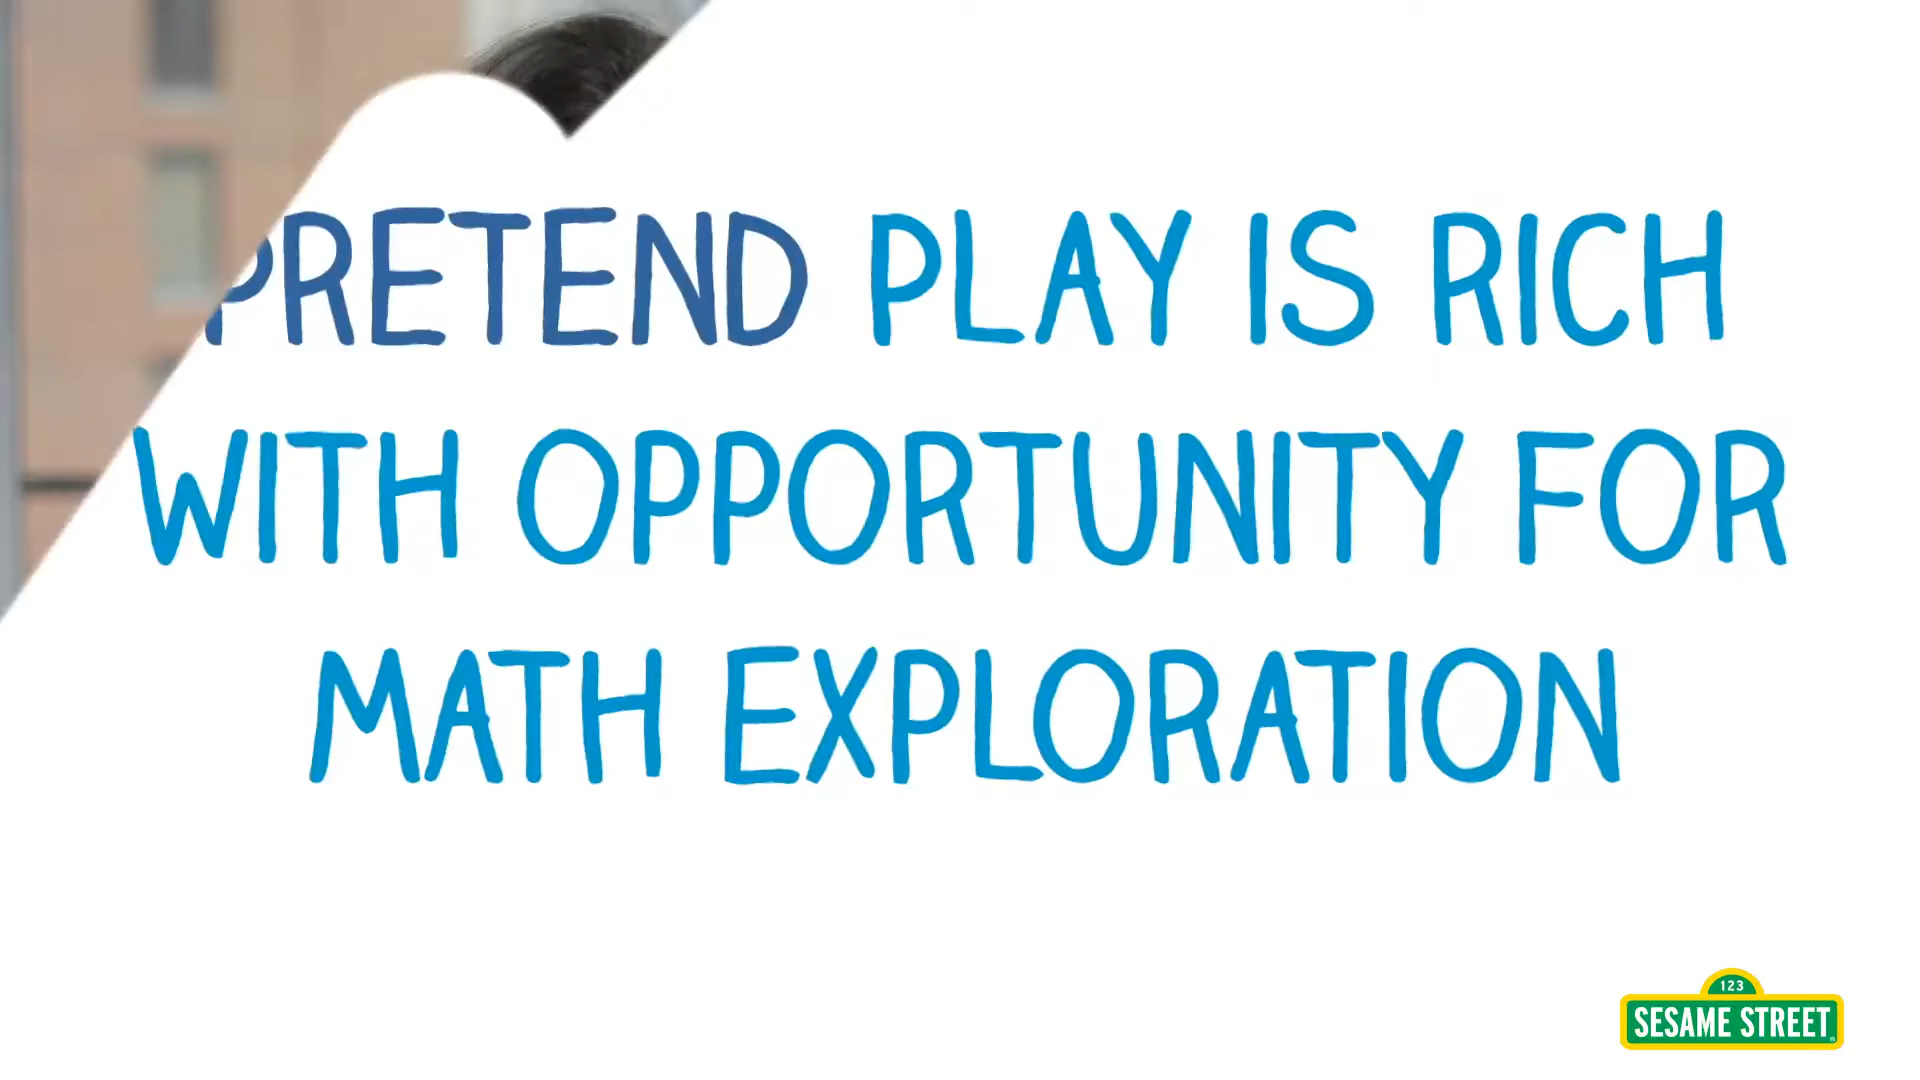 PRETEND PLAY IS RICH
WITH OPPORTUNITY FOR
MATH EXPLORATION
123
SESAME STREET